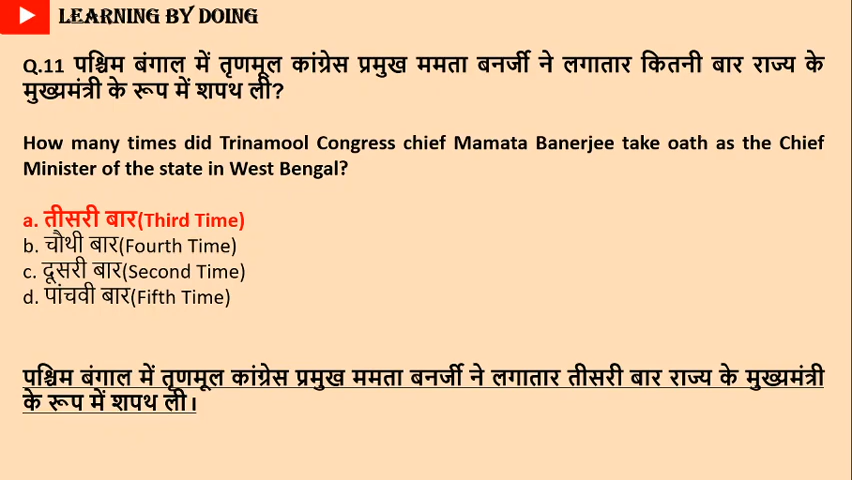 LEARNING BY DOING
Q.11 पश्चिम बंगाल में तृणमूल कांग्रेस प्रमुख ममता बनर्जी ने लगातार कितनी बार राज्य के
मुख्यमंत्री के रूप में शपथ ली?
How many times did Trinamool Congress chief Mamata Banerjee take oath as the Chief
Minister of the state in West Bengal?
a. तीसरी बार(Third Time)
b. चौथी बार(Fourth Time)
c. दूसरी बार(Second Time)
d. पांचवी बार(Fifth Time)
पश्चिम बंगाल में तृणमूल कांग्रेस प्रमुख ममता बनर्जी ने लगातार तीसरी बार राज्य के मुख्यमंत्री
के रूप में शपथ ली।